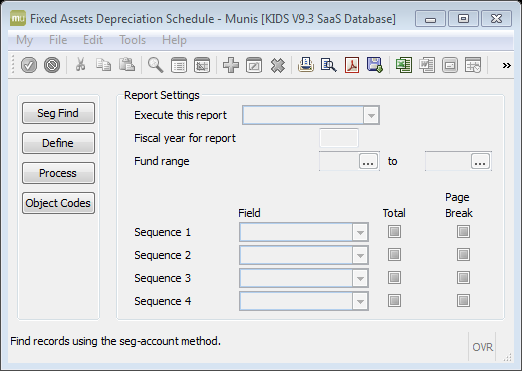 mu Fixed Assets Depreciation Schedule - Munis [KIDS V9.3 SaaS Database]
My File Edit Tools Help
»
Seg Find
Define
Process
Object Codes
Report Settings
Execute this report
Fiscal year for report
Fund range ... to ...
Field Total Page Break
Sequence 1
Sequence 2
Sequence 3
Sequence 4
Find records using the seg-account method.
OVR